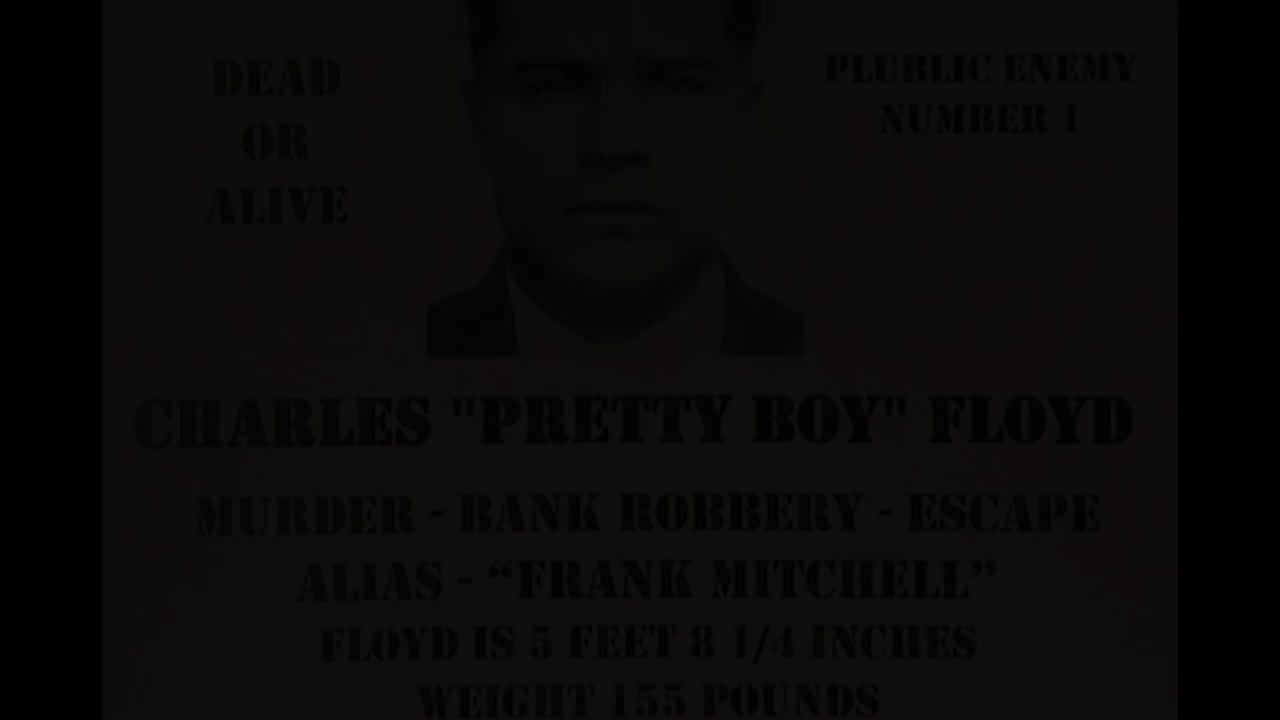 DEAD
OR
ALIVE
PLUBLIC ENEMY
NUMBER 1
CHARLES "PRETTY BOY" FLOYD
MURDER - BANK ROBBERY - ESCAPE
ALIAS - “FRANK MITCHELL”
FLOYD IS 5 FEET 8 1/4 INCHES
WEIGHT 155 POUNDS